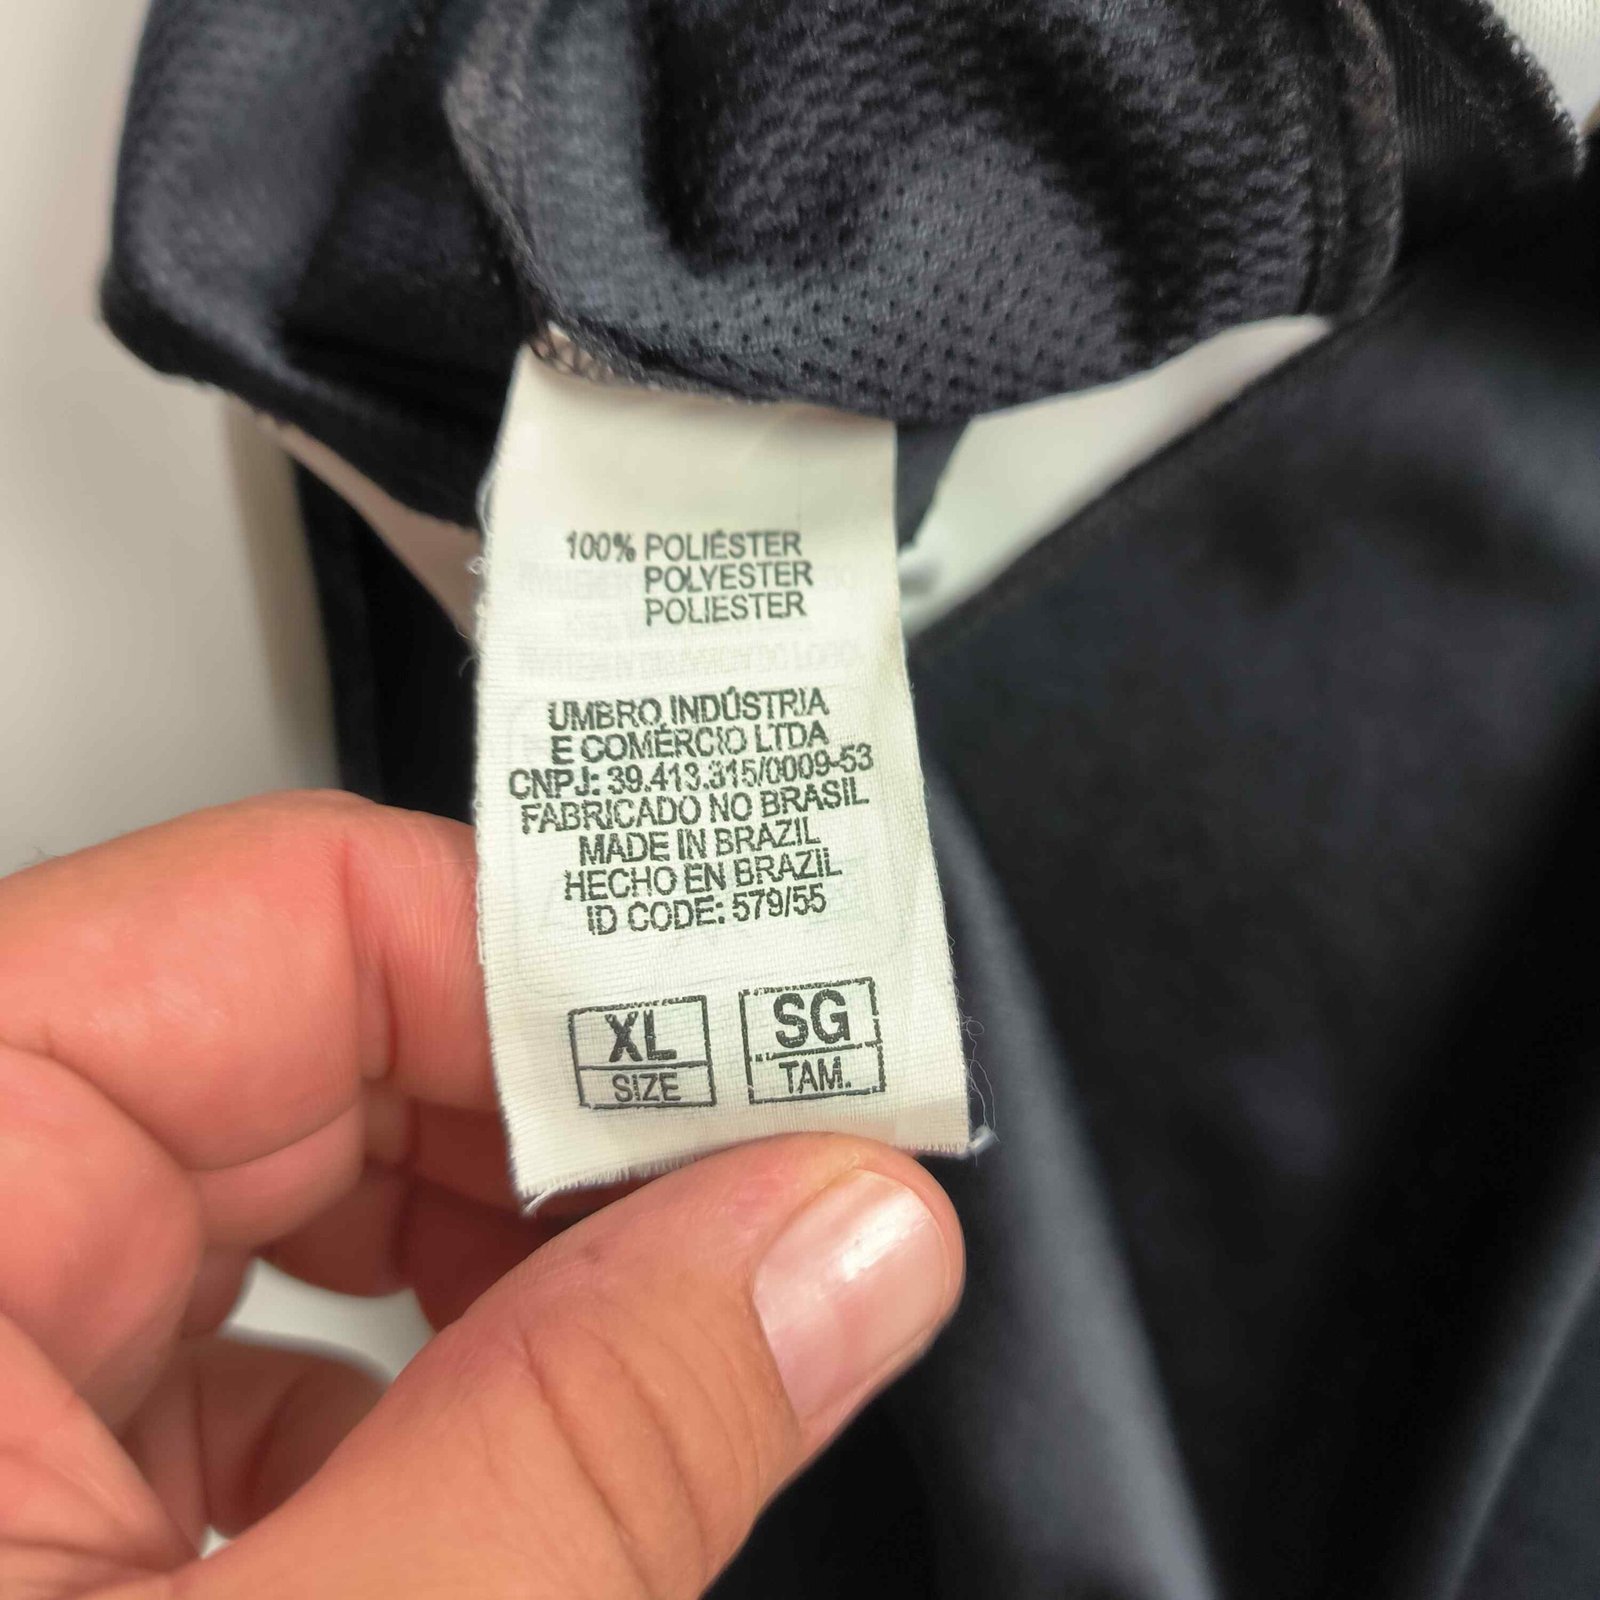 100% POLIÉSTER
POLYESTER
POLIESTER
UMBRO INDÚSTRIA
E COMÉRCIO LTDA
CNPJ: 39.413.315/0009-53
FABRICADO NO BRASIL
MADE IN BRAZIL
HECHO EN BRAZIL
ID CODE: 579/55
XL SG
SIZE TAM.